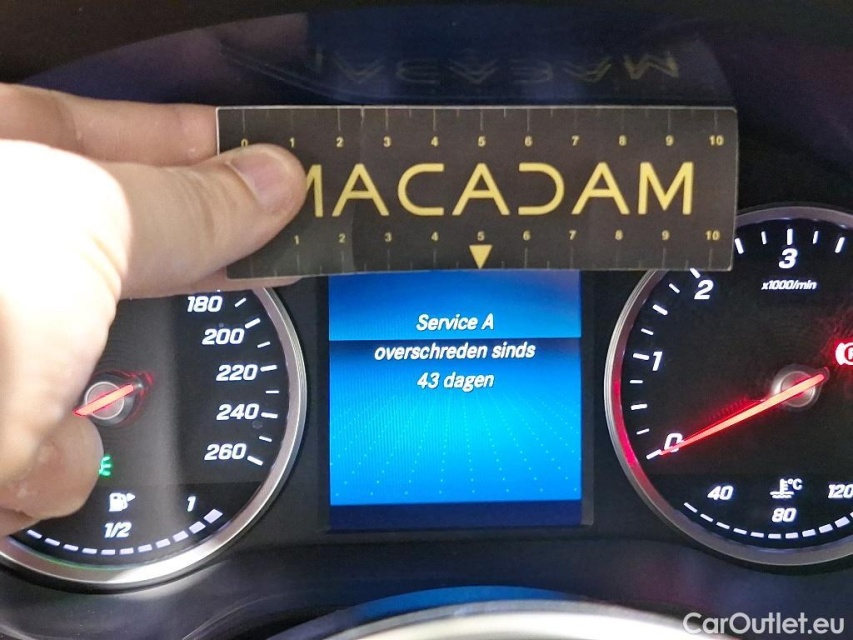 MACADAM
0 1 2 3 4 5 6 7 8 9 10
MACADAM
1 2 3 4 5 6 7 8 9 10
Service A
overschreden sinds
43 dagen
180
200
220
240
260
1/2
1
0
1
2
3
x1000/min
40
°C
80
120
CarOutlet.eu